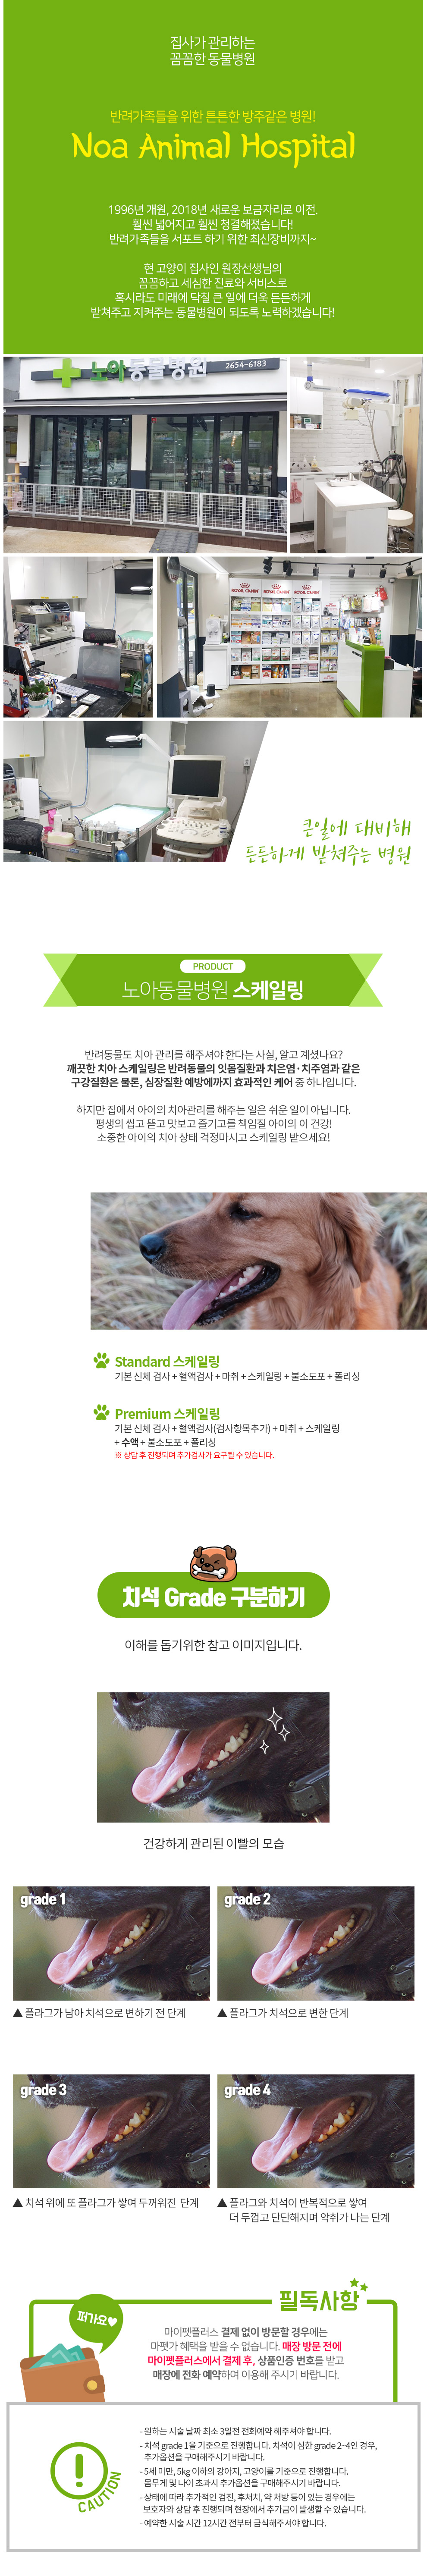 집사가 관리하는
꼼꼼한 동물병원
반려가족들을 위한 튼튼한 방주같은 병원!
Noa Animal Hospital
1996년 개원, 2018년 새로운 보금자리로 이전.
훨씬 넓어지고 훨씬 청결해졌습니다!
반려가족들을 서포트 하기 위한 최신장비까지~
현 고양이 집사인 원장선생님의
꼼꼼하고 세심한 진료와 서비스로
혹시라도 미래에 닥칠 큰 일에 더욱 든든하게
받쳐주고 지켜주는 동물병원이 되도록 노력하겠습니다!
노아동물병원 2654-6183
ROYAL CANIN ROYAL CANIN ROYAL CANIN
큰일에 대비해
든든하게 받쳐주는 병원
PRODUCT
노아동물병원 스케일링
반려동물도 치아 관리를 해주셔야 한다는 사실, 알고 계셨나요?
깨끗한 치아 스케일링은 반려동물의 잇몸질환과 치은염·치주염과 같은
구강질환은 물론, 심장질환 예방에까지 효과적인 케어 중 하나입니다.
하지만 집에서 아이의 치아관리를 해주는 일은 쉬운 일이 아닙니다.
평생의 씹고 뜯고 맛보고 즐기고를 책임질 아이의 이 건강!
소중한 아이의 치아 상태 걱정마시고 스케일링 받으세요!
Standard 스케일링
기본 신체 검사 + 혈액검사 + 마취 + 스케일링 + 불소도포 + 폴리싱
Premium 스케일링
기본 신체 검사 + 혈액검사(검사항목추가) + 마취 + 스케일링
+ 수액 + 불소도포 + 폴리싱
※ 상담 후 진행되며 추가검사가 요구될 수 있습니다.
치석 Grade 구분하기
이해를 돕기위한 참고 이미지입니다.
건강하게 관리된 이빨의 모습
grade 1
▲ 플라그가 남아 치석으로 변하기 전 단계
grade 2
▲ 플라그가 치석으로 변한 단계
grade 3
▲ 치석 위에 또 플라그가 쌓여 두꺼워진 단계
grade 4
▲ 플라그와 치석이 반복적으로 쌓여
더 두껍고 단단해지며 악취가 나는 단계
퍼가요♥
필독사항
마이펫플러스 결제 없이 방문할 경우에는
마펫가 혜택을 받을 수 없습니다. 매장 방문 전에
마이펫플러스에서 결제 후, 상품인증 번호를 받고
매장에 전화 예약하여 이용해 주시기 바랍니다.
CAUTION
- 원하는 시술 날짜 최소 3일전 전화예약 해주셔야 합니다.
- 치석 grade 1을 기준으로 진행합니다. 치석이 심한 grade 2~4인 경우,
추가옵션을 구매해주시기 바랍니다.
- 5세 미만, 5kg 이하의 강아지, 고양이를 기준으로 진행합니다.
몸무게 및 나이 초과시 추가옵션을 구매해주시기 바랍니다.
- 상태에 따라 추가적인 검진, 후처치, 약 처방 등이 있는 경우에는
보호자와 상담 후 진행되며 현장에서 추가금이 발생할 수 있습니다.
- 예약한 시술 시간 12시간 전부터 금식해주셔야 합니다.